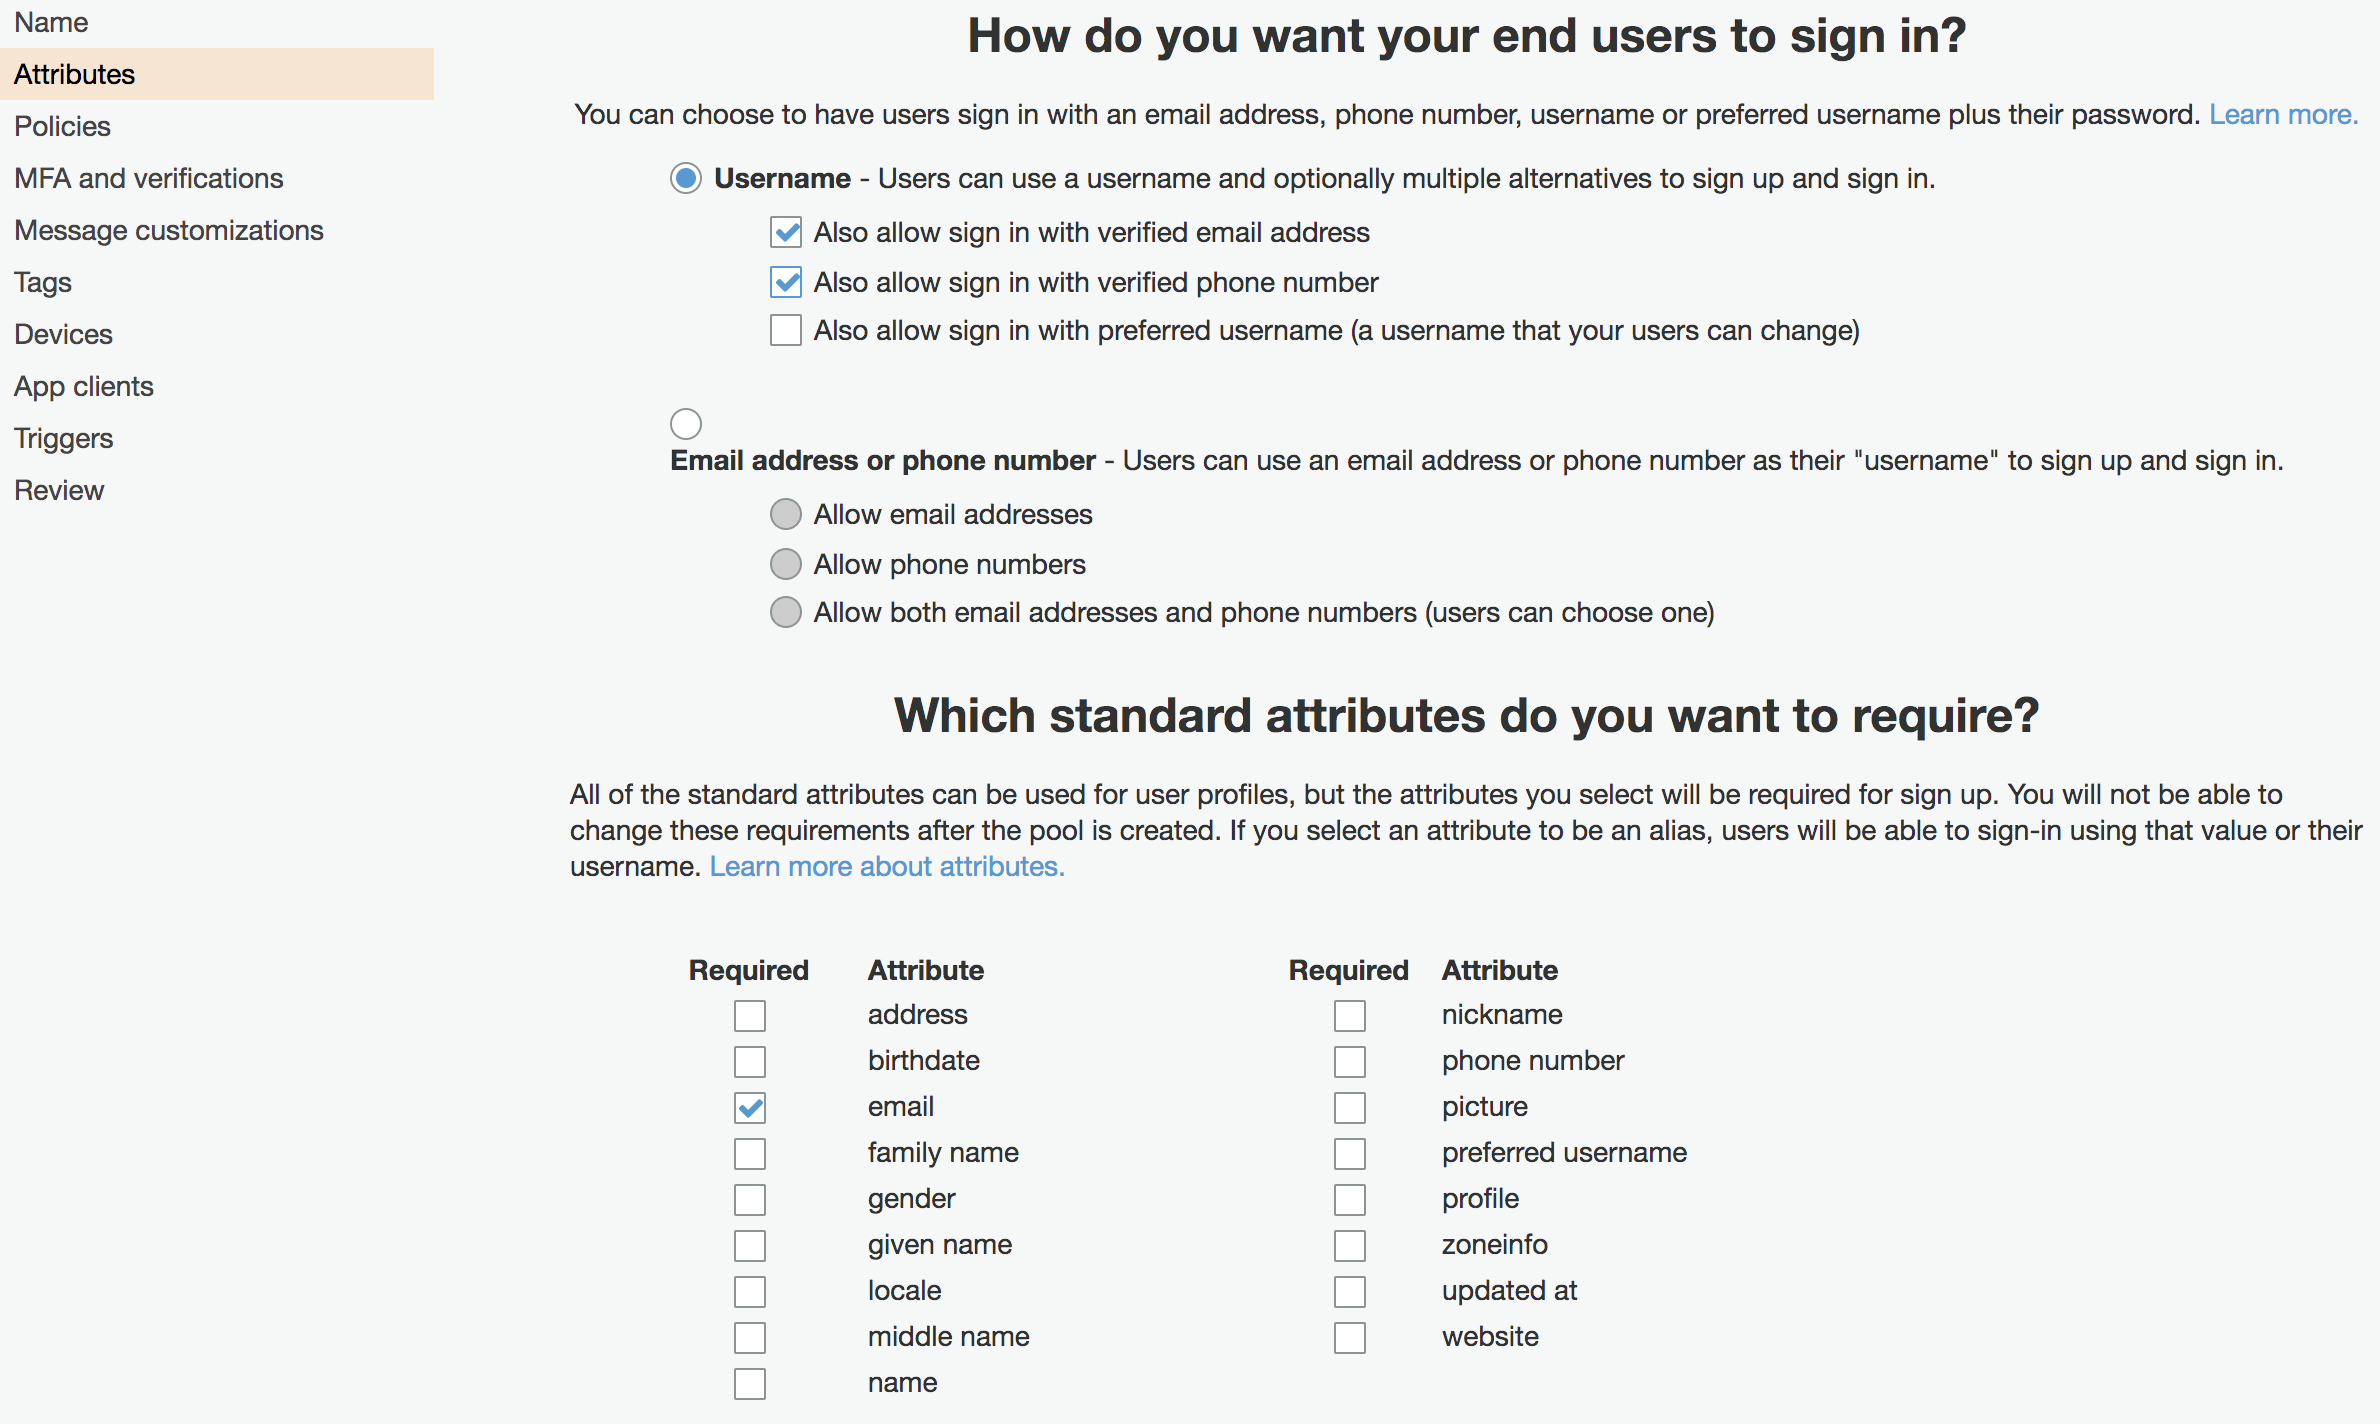 Name
Attributes
Policies
MFA and verifications
Message customizations
Tags
Devices
App clients
Triggers
Review
How do you want your end users to sign in?
You can choose to have users sign in with an email address, phone number, username or preferred username plus their password. Learn more.
Username - Users can use a username and optionally multiple alternatives to sign up and sign in.
Also allow sign in with verified email address
Also allow sign in with verified phone number
Also allow sign in with preferred username (a username that your users can change)
Email address or phone number - Users can use an email address or phone number as their "username" to sign up and sign in.
Allow email addresses
Allow phone numbers
Allow both email addresses and phone numbers (users can choose one)
Which standard attributes do you want to require?
All of the standard attributes can be used for user profiles, but the attributes you select will be required for sign up. You will not be able to
change these requirements after the pool is created. If you select an attribute to be an alias, users will be able to sign-in using that value or their
username. Learn more about attributes.
Required Attribute
address
birthdate
email
family name
gender
given name
locale
middle name
name
Required Attribute
nickname
phone number
picture
preferred username
profile
zoneinfo
updated at
website